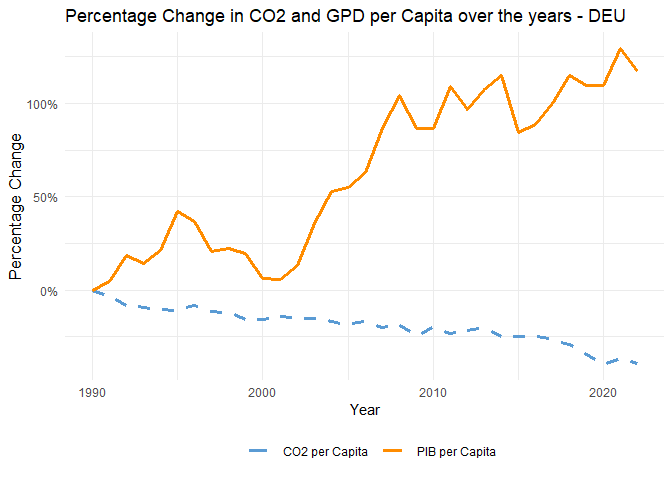 Percentage Change in CO2 and GPD per Capita over the years - DEU
Percentage Change
100%
50%
0%
1990 2000 2010 2020
Year
CO2 per Capita PIB per Capita